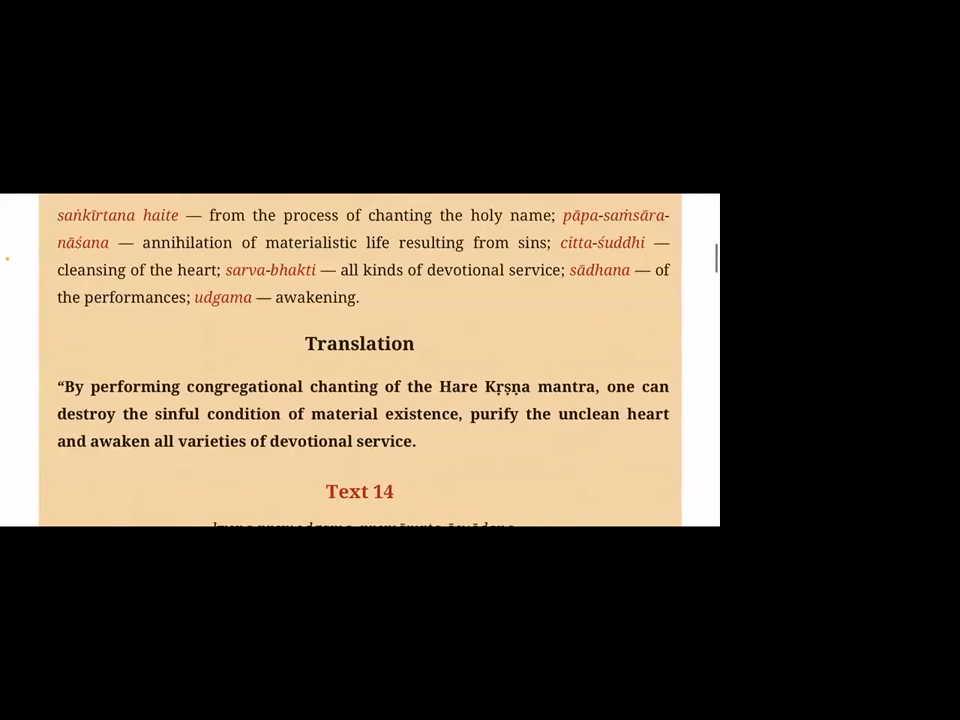 saṅkīrtana haite — from the process of chanting the holy name; pāpa-saṁsāra-
nāśana — annihilation of materialistic life resulting from sins; citta-śuddhi —
cleansing of the heart; sarva-bhakti — all kinds of devotional service; sādhana — of
the performances; udgama — awakening.
Translation
“By performing congregational chanting of the Hare Kṛṣṇa mantra, one can
destroy the sinful condition of material existence, purify the unclean heart
and awaken all varieties of devotional service.
Text 14